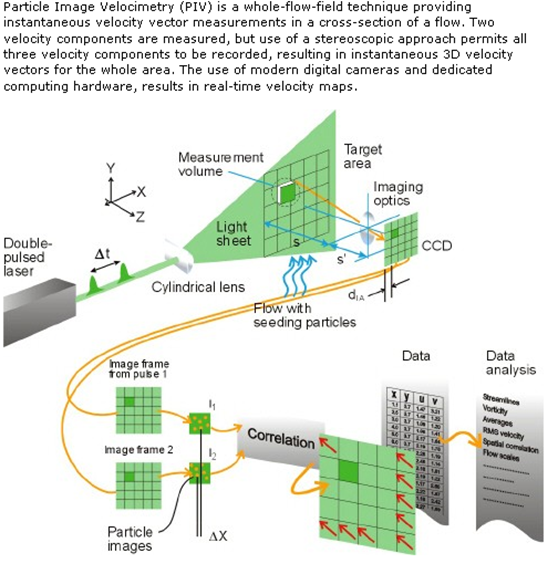 Particle Image Velocimetry (PIV) is a whole-flow-field technique providing
instantaneous velocity vector measurements in a cross-section of a flow. Two
velocity components are measured, but use of a stereoscopic approach permits all
three velocity components to be recorded, resulting in instantaneous 3D velocity
vectors for the whole area. The use of modern digital cameras and dedicated
computing hardware, results in real-time velocity maps.
Measurement
volume
Target
area
Imaging
optics
Y
X
Z
Double-
pulsed
laser
Δt
Light
sheet
s
s'
CCD
Cylindrical lens
Flow with
seeding particles
dIA
Image frame
from pulse 1
I1
Image frame 2
I2
Particle
images
ΔX
Correlation
Data
x y u v
Data
analysis
Streamlines
Vorticity
Averages
RMS velocity
Spatial correlation
Flow scales